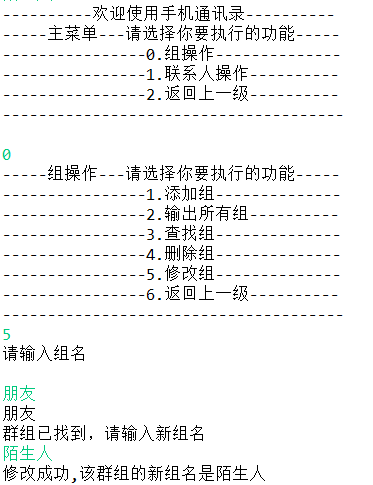 ----------欢迎使用手机通讯录----------
-----主菜单---请选择你要执行的功能-----
----------------0.组操作--------------
----------------1.联系人操作----------
----------------2.返回上一级----------
--------------------------------------
0
-----组操作---请选择你要执行的功能-----
----------------1.添加组--------------
----------------2.输出所有组----------
----------------3.查找组--------------
----------------4.删除组--------------
----------------5.修改组--------------
----------------6.返回上一级----------
--------------------------------------
5
请输入组名
朋友
朋友
群组已找到，请输入新组名
陌生人
修改成功,该群组的新组名是陌生人